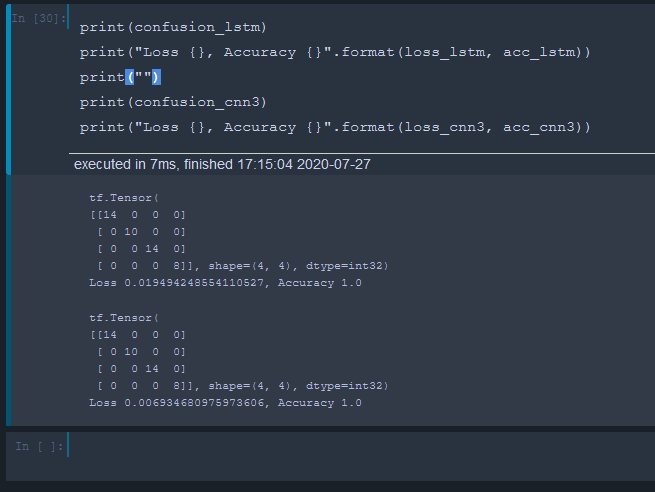 In [30]:
print(confusion_lstm)
print("Loss {}, Accuracy {}".format(loss_lstm, acc_lstm))
print("")
print(confusion_cnn3)
print("Loss {}, Accuracy {}".format(loss_cnn3, acc_cnn3))
executed in 7ms, finished 17:15:04 2020-07-27
tf.Tensor(
[[14  0  0  0]
 [ 0 10  0  0]
 [ 0  0 14  0]
 [ 0  0  0  8]], shape=(4, 4), dtype=int32)
Loss 0.019494248554110527, Accuracy 1.0
tf.Tensor(
[[14  0  0  0]
 [ 0 10  0  0]
 [ 0  0 14  0]
 [ 0  0  0  8]], shape=(4, 4), dtype=int32)
Loss 0.006934680975973606, Accuracy 1.0
In [ ]: